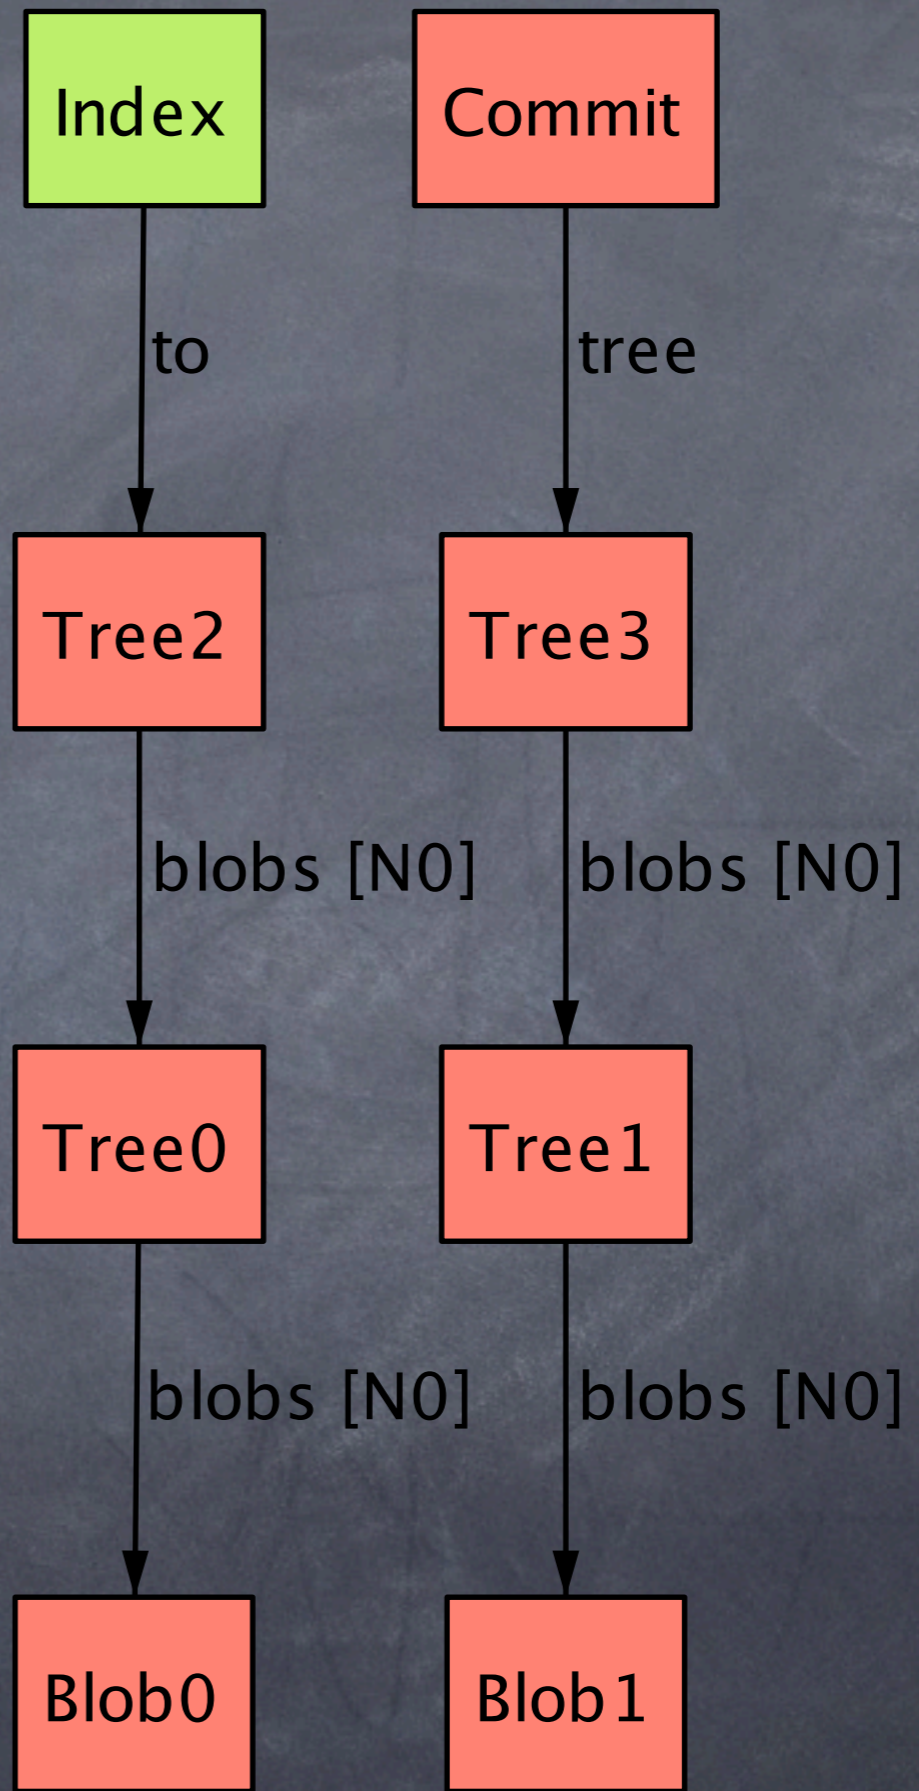 Index
Commit
to
tree
Tree2
Tree3
blobs [N0]
blobs [N0]
Tree0
Tree1
blobs [N0]
blobs [N0]
Blob0
Blob1